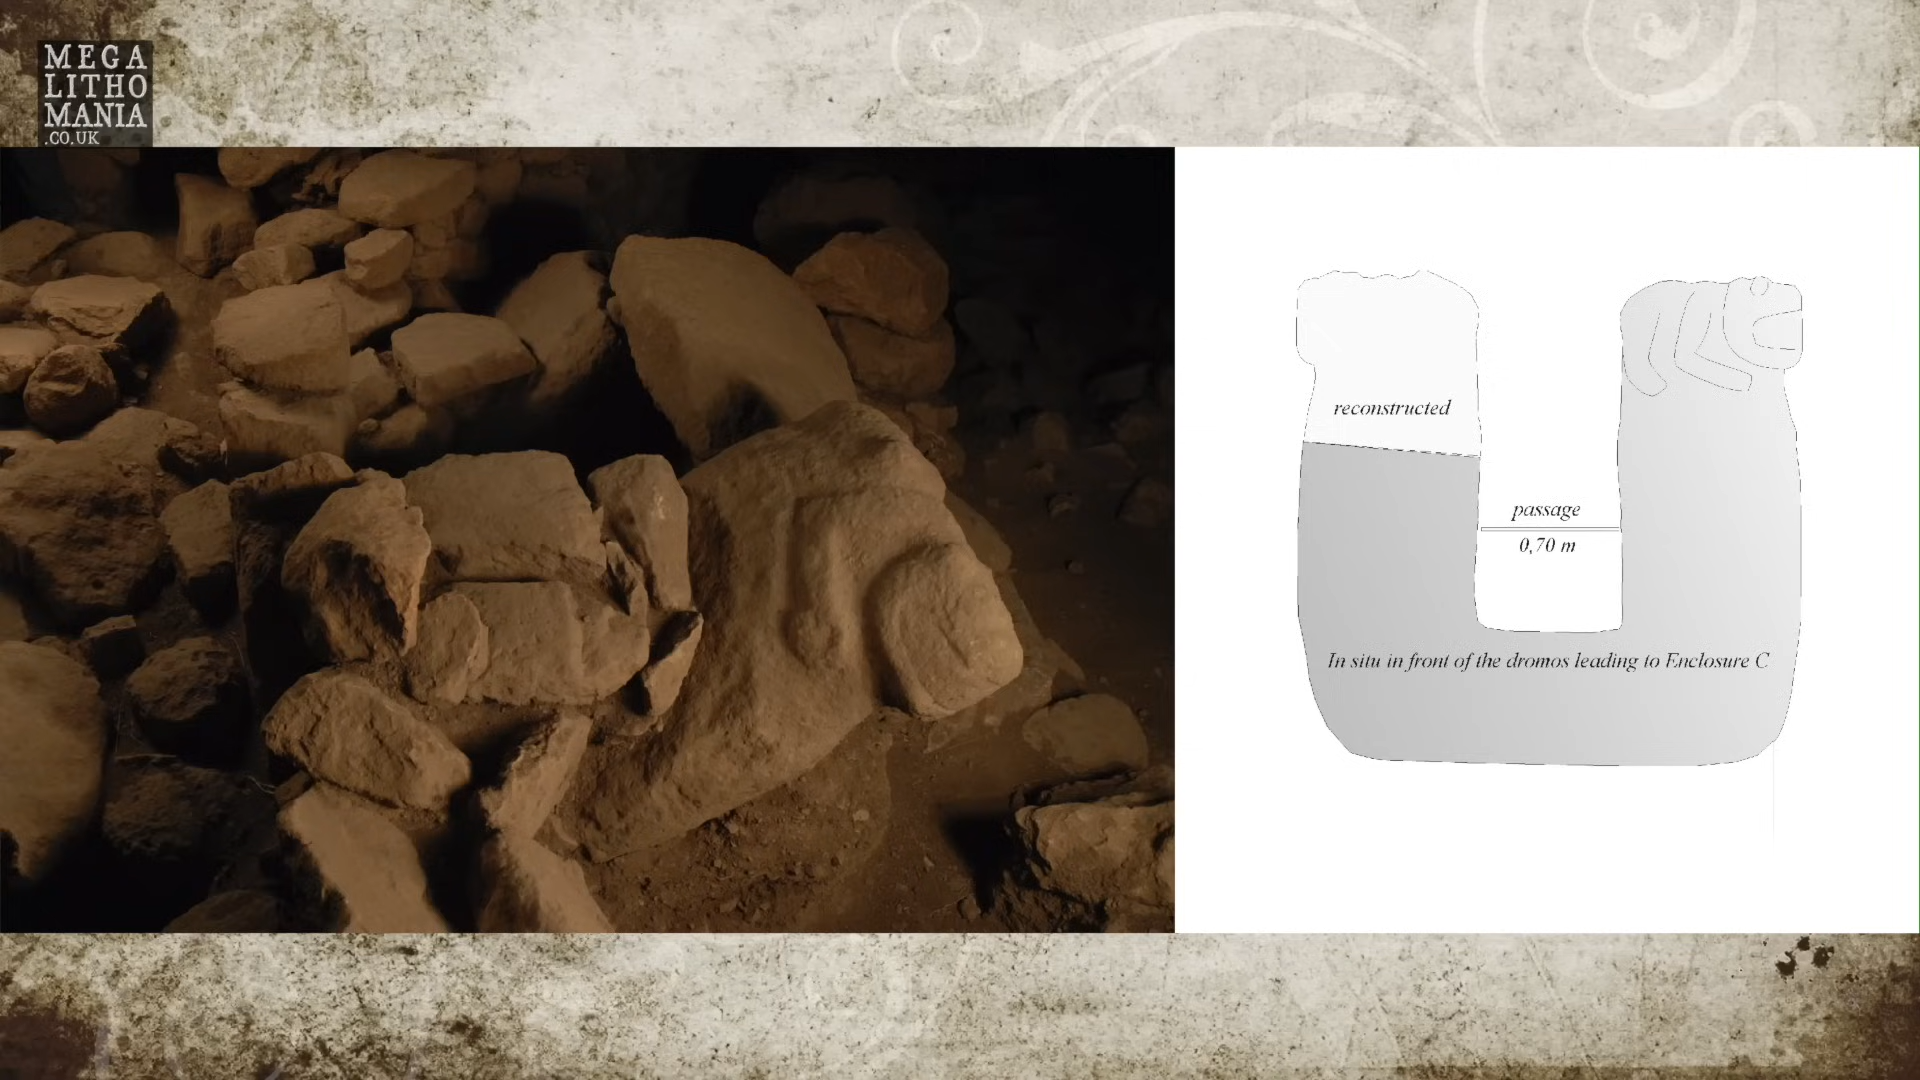 MEGA
LITHO
MANIA
.CO.UK
reconstructed
passage
0,70 m
In situ in front of the dromos leading to Enclosure C